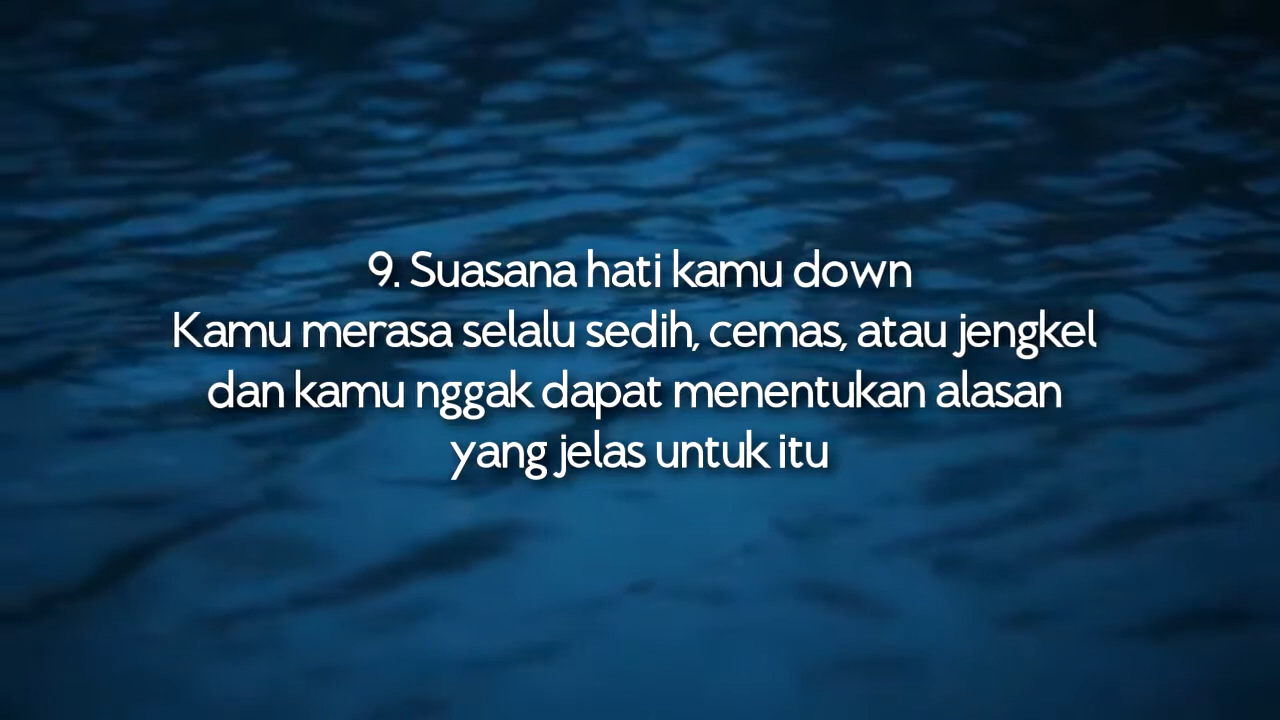 9. Suasana hati kamu down
Kamu merasa selalu sedih, cemas, atau jengkel
dan kamu nggak dapat menentukan alasan
yang jelas untuk itu